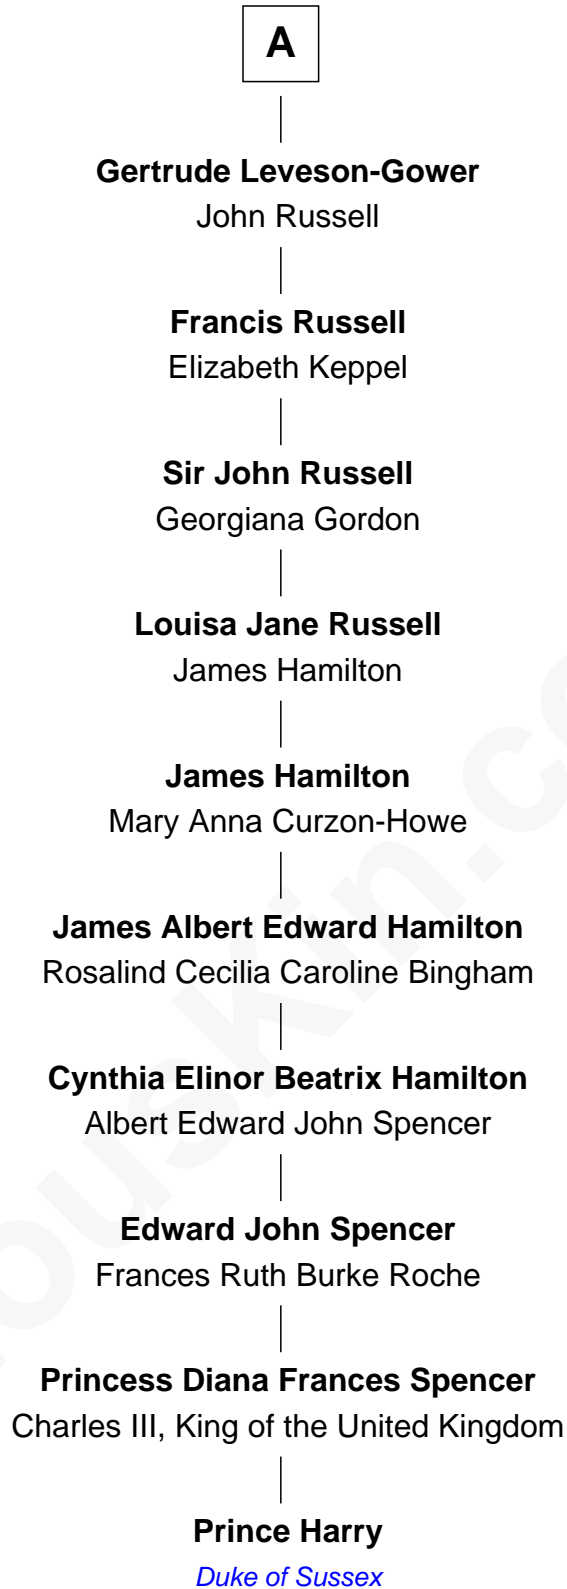 A
Gertrude Leveson-Gower
John Russell
Francis Russell
Elizabeth Keppel
Sir John Russell
Georgiana Gordon
Louisa Jane Russell
James Hamilton
James Hamilton
Mary Anna Curzon-Howe
James Albert Edward Hamilton
Rosalind Cecilia Caroline Bingham
Cynthia Elinor Beatrix Hamilton
Albert Edward John Spencer
Edward John Spencer
Frances Ruth Burke Roche
Princess Diana Frances Spencer
Charles III, King of the United Kingdom
Prince Harry
Duke of Sussex